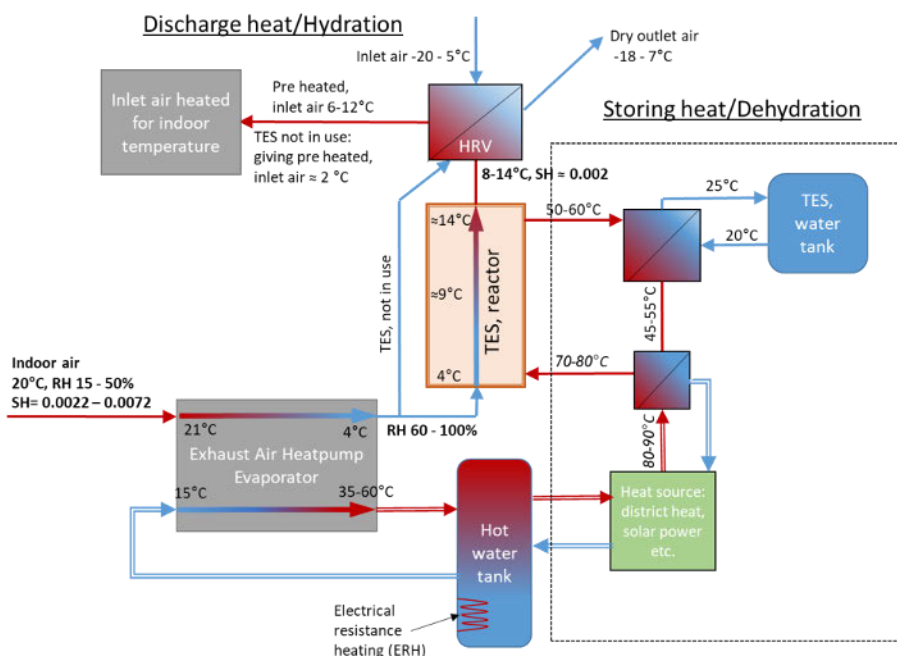 Discharge heat/Hydration
Inlet air -20 - 5°C
Dry outlet air
-18 - 7°C
Inlet air heated
for indoor
temperature
Pre heated,
inlet air 6-12°C
TES not in use:
giving pre heated,
inlet air ≈ 2 °C
HRV
8-14°C, SH ≈ 0.002
Storing heat/Dehydration
25°C
20°C
TES,
water
tank
50-60°C
45-55°C
70-80°C
80-90°C
≈14°C
≈9°C
4°C
TES, reactor
TES, not in use
Indoor air
20°C, RH 15 - 50%
SH= 0.0022 – 0.0072
21°C
4°C
RH 60 - 100%
Exhaust Air Heatpump
Evaporator
15°C
35-60°C
Hot
water
tank
Heat source:
district heat,
solar power
etc.
Electrical
resistance
heating (ERH)